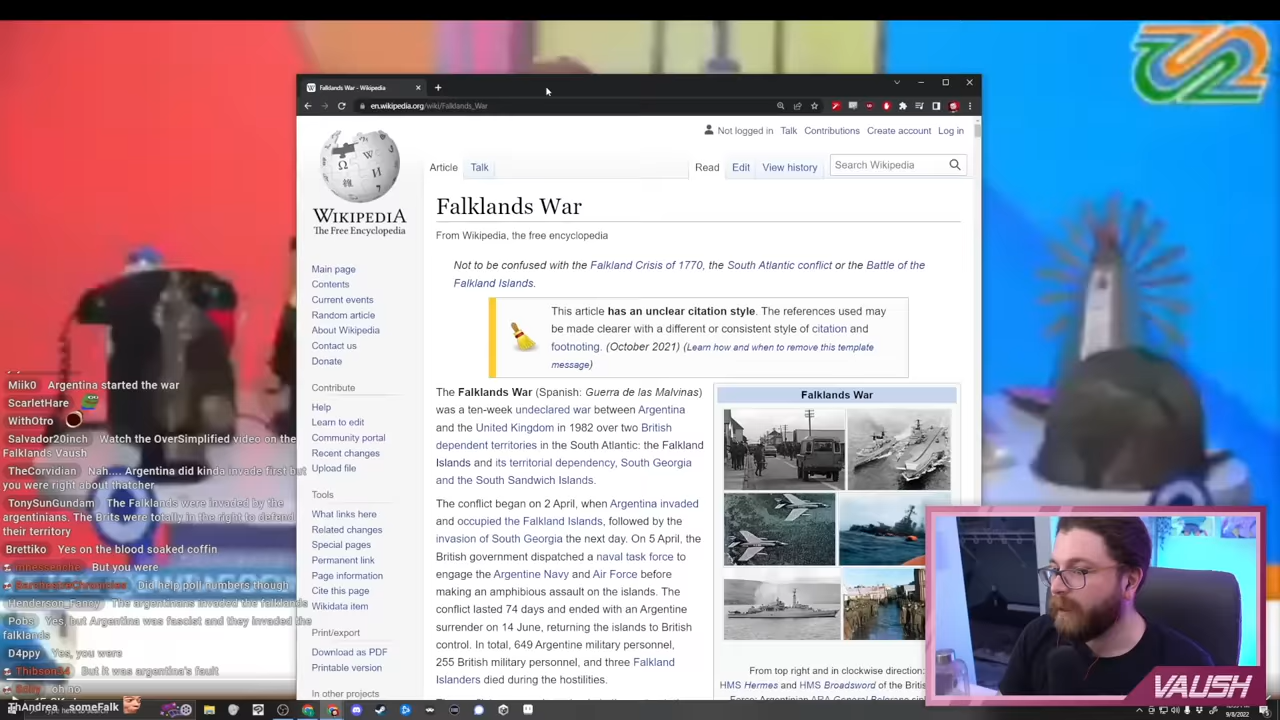 Falklands War - Wikipedia
en.wikipedia.org/wiki/Falklands_War
Not logged in Talk Contributions Create account Log in
Article Talk Read Edit View history Search Wikipedia
WIKIPEDIA
The Free Encyclopedia
Main page
Contents
Current events
Random article
About Wikipedia
Contact us
Donate
Contribute
Help
Learn to edit
Community portal
Recent changes
Upload file
Tools
What links here
Related changes
Special pages
Permanent link
Page information
Cite this page
Wikidata item
Print/export
Download as PDF
Printable version
In other projects
Falklands War
From Wikipedia, the free encyclopedia
Not to be confused with the Falkland Crisis of 1770, the South Atlantic conflict or the Battle of the
Falkland Islands.
This article has an unclear citation style. The references used may
be made clearer with a different or consistent style of citation and
footnoting. (October 2021) (Learn how and when to remove this template
message)
The Falklands War (Spanish: Guerra de las Malvinas)
was a ten-week undeclared war between Argentina
and the United Kingdom in 1982 over two British
dependent territories in the South Atlantic: the Falkland
Islands and its territorial dependency, South Georgia
and the South Sandwich Islands.
The conflict began on 2 April, when Argentina invaded
and occupied the Falkland Islands, followed by the
invasion of South Georgia the next day. On 5 April, the
British government dispatched a naval task force to
engage the Argentine Navy and Air Force before
making an amphibious assault on the islands. The
conflict lasted 74 days and ended with an Argentine
surrender on 14 June, returning the islands to British
control. In total, 649 Argentine military personnel,
255 British military personnel, and three Falkland
Islanders died during the hostilities.
Falklands War
From top right and in clockwise direction:
HMS Hermes and HMS Broadsword of the British
Miik0 Argentina started the war
ScarletHare
WithOtro
Salvador20inch Watch the OverSimplified video on the
Falklands Vaush
TheCorvidian Nah.... Argentina did kinda invade first but
you were right about thatcher
TonySunGundam The Falklands were invaded by the
argentinians. The Brits were totally in the right to defend
their territory
Brettiko Yes on the blood soaked coffin
But you were
Did help poll numbers though
Henderson_Fancy The argentinians invaded the falklands
Pobs Yes, but Argentina was fascist and they invaded the
falklands
D4ppy Yes, you were
But it was argentina's fault
oh no
someFalk
VAUSH
9/8/2022